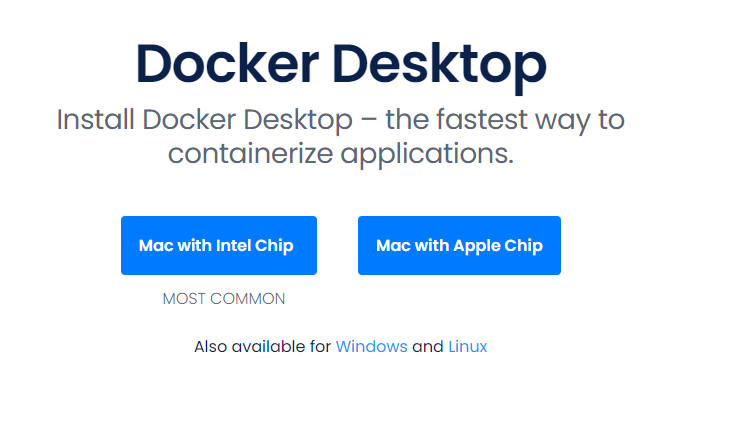 Docker Desktop
Install Docker Desktop – the fastest way to
containerize applications.
Mac with Intel Chip
Mac with Apple Chip
MOST COMMON
Also available for Windows and Linux